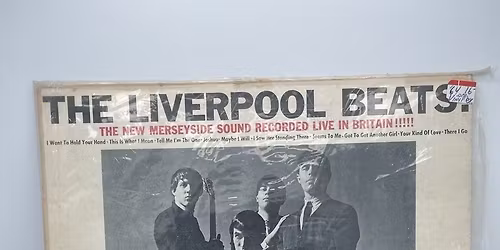 THE LIVERPOOL BEATS!
THE NEW MERSEYSIDE SOUND RECORDED LIVE IN BRITAIN!!!!!
I Want To Hold Your Hand · This Is What I Mean · Tell Me I'm The One · Joshua · Maybe I Will · I Saw Her Standing There · Seems To Me · Got To Get Another Girl · Your Kind Of Love · There I Go